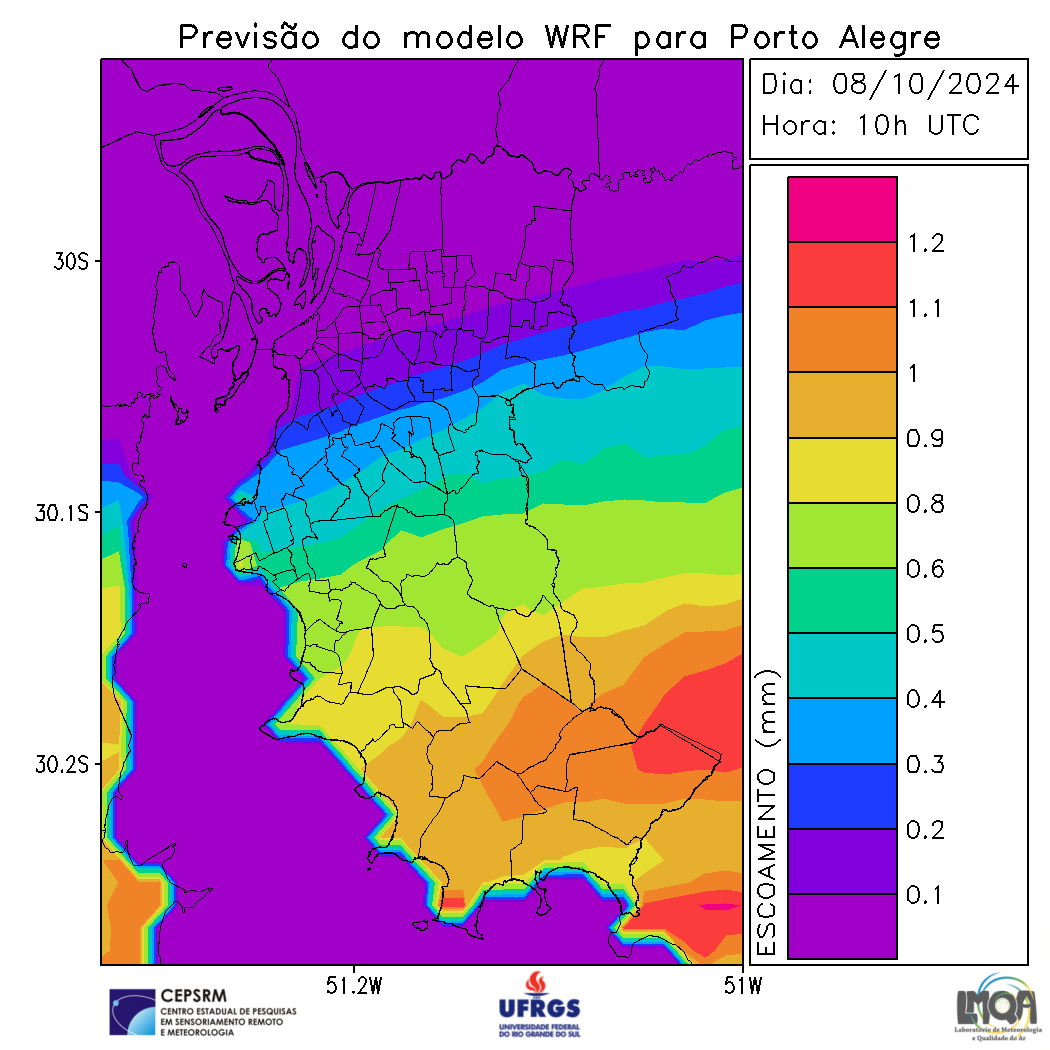 Previsão do modelo WRF para Porto Alegre
Dia: 08/10/2024
Hora: 10h UTC
30S
30.1S
30.2S
51.2W
51W
ESCOAMENTO (mm)
1.2
1.1
1
0.9
0.8
0.6
0.5
0.4
0.3
0.2
0.1
CEPSRM
CENTRO ESTADUAL DE PESQUISAS
EM SENSORIAMENTO REMOTO
E METEOROLOGIA
UFRGS
UNIVERSIDADE FEDERAL
DO RIO GRANDE DO SUL
LMQA
Laboratório de Meteorologia
e Qualidade do Ar